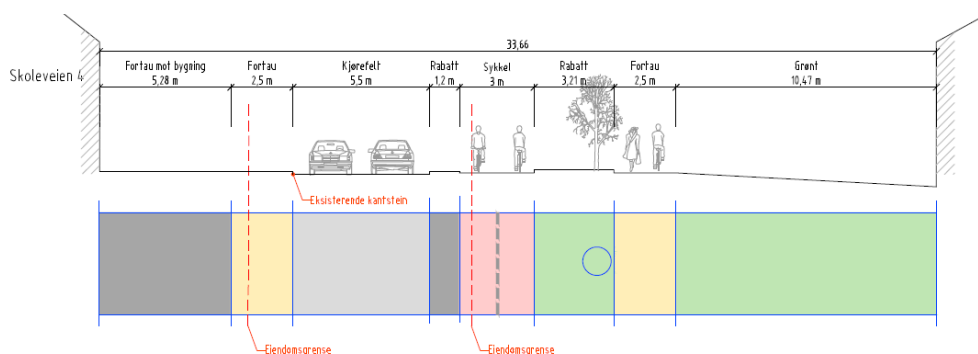 33,66
Skoleveien 4
Fortau mot bygning
5,28 m
Fortau
2,5 m
Kjørefelt
5,5 m
Rabatt
1,2 m
Sykkel
3 m
Rabatt
3,21 m
Fortau
2,5 m
Grønt
10,47 m
Eksisterende kantstein
Eiendomsgrense
Eiendomsgrense